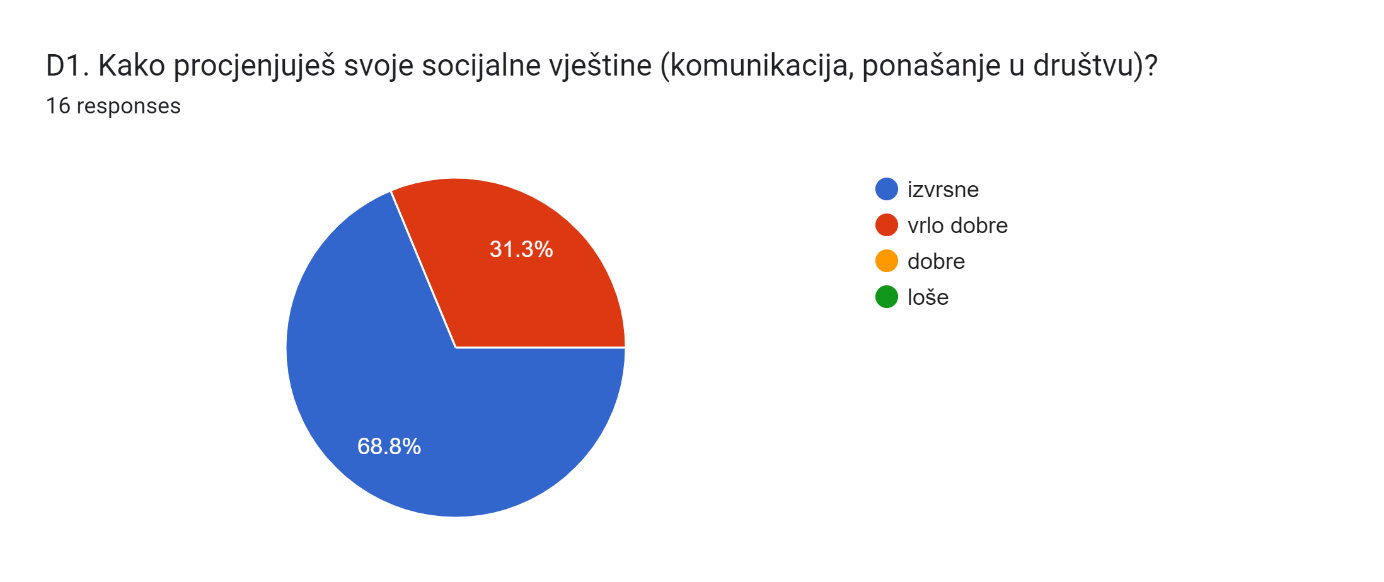 D1. Kako procjenjuješ svoje socijalne vještine (komunikacija, ponašanje u društvu)?
16 responses
31.3%
68.8%
izvrsne
vrlo dobre
dobre
loše